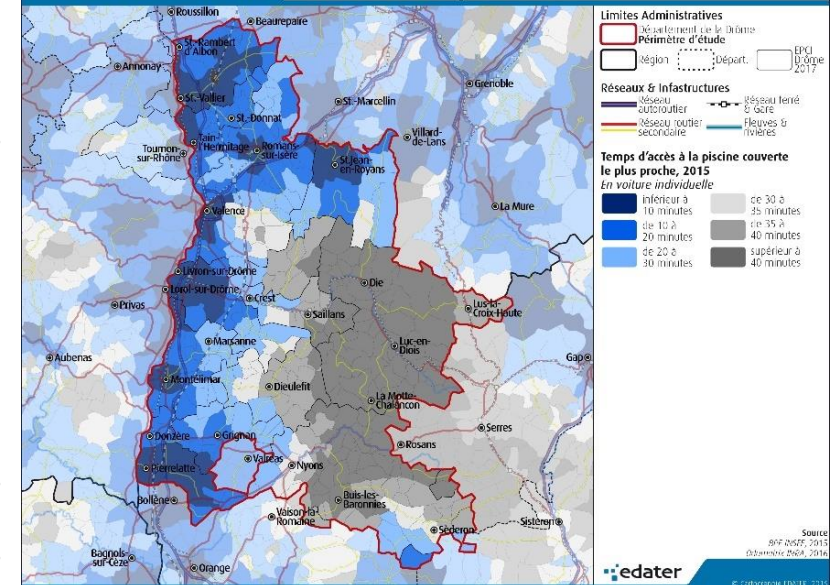 Roussillon
Beaurepaire
St-Rambert
d'Albon
Annonay
Grenoble
St-Vallier
St-Marcellin
St-Donnat
Villard-
de-Lans
Tain-
l'Hermitage
Tournon-
sur-Rhône
Romans-
sur-Isère
St-Jean-
en-Royans
La Mure
Valence
Livron-sur-Drôme
Die
Loriol-sur-Drôme
Crest
Lus-la-
Croix-Haute
Privas
Saillans
Marsanne
Luc-en-
Diois
Aubenas
Gap
Montélimar
Dieulefit
La Motte-
Chalancon
Serres
Donzère
Grignan
Rosans
Valréas
Nyons
Pierrelatte
Buis-les-
Baronnies
Bollène
Vaison-la-
Romaine
Séderon
Sisteron
Bagnols-
sur-Cèze
Orange
Limites Administratives
Département de la Drôme
Périmètre d'étude
Région
Départ.
EPCI
Drôme
2017
Réseaux & Infastructures
Réseau
autoroutier
Réseau ferré
& Gare
Réseau routier
secondaire
Fleuves &
rivières
Temps d'accès à la piscine couverte
le plus proche, 2015
En voiture individuelle
inférieur à
10 minutes
de 30 à
35 minutes
de 10 à
20 minutes
de 35 à
40 minutes
de 20 à
30 minutes
supérieur à
40 minutes
Source
BPE INSEE, 2015
Odomatrix INRA, 2016
edater
© Cartographie EDATER